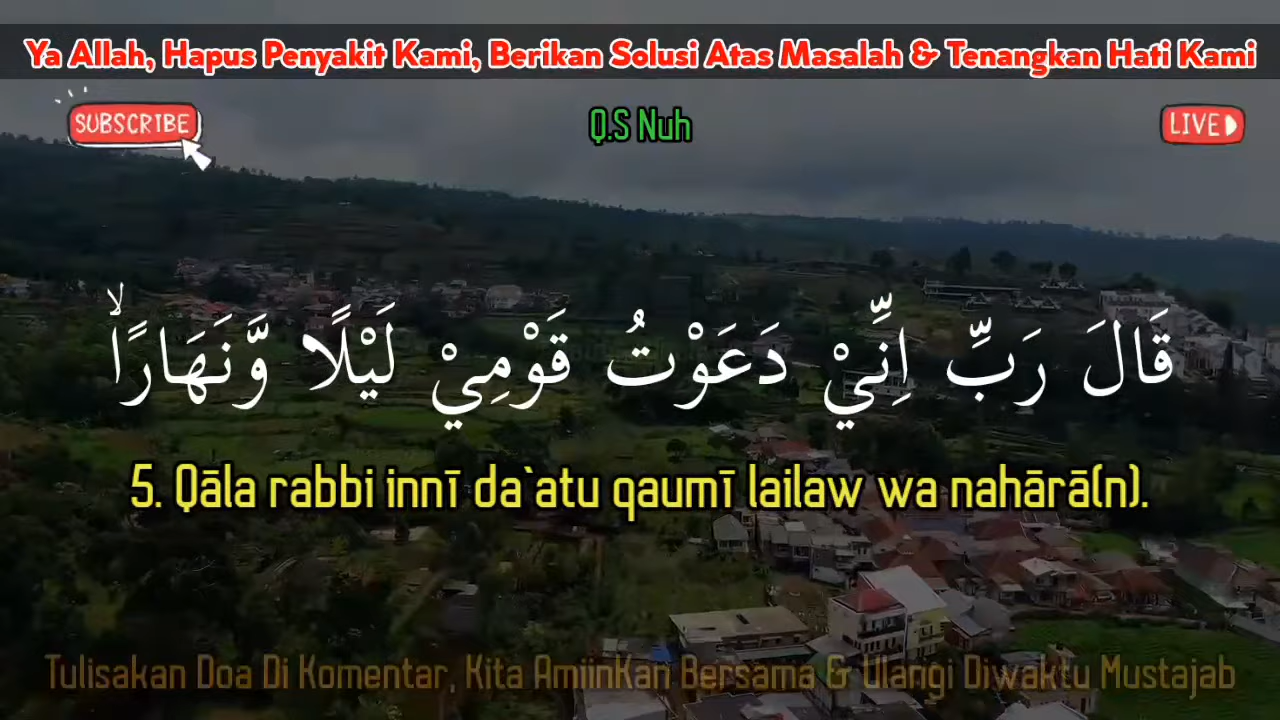 Ya Allah, Hapus Penyakit Kami, Berikan Solusi Atas Masalah & Tenangkan Hati Kami
SUBSCRIBE
Q.S Nuh
LIVE
قَالَ رَبِّ اِنِّيْ دَعَوْتُ قَوْمِيْ لَيْلًا وَّنَهَارًاۙ
5. Qāla rabbi innī da`atu qaumī lailaw wa nahārā(n).
Tulisakan Doa Di Komentar, Kita AmiinKan Bersama & Ulangi Diwaktu Mustajab